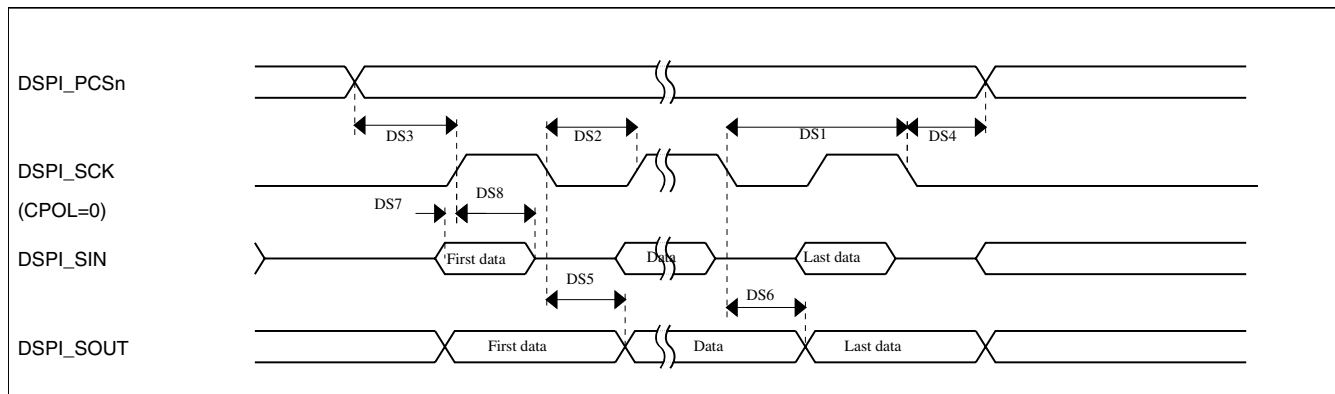 DSPI_PCSn
DS3
DS2
DS1
DS4
DSPI_SCK
(CPOL=0)
DS7
DS8
DSPI_SIN
First data
Data
Last data
DS5
DS6
DSPI_SOUT
First data
Data
Last data